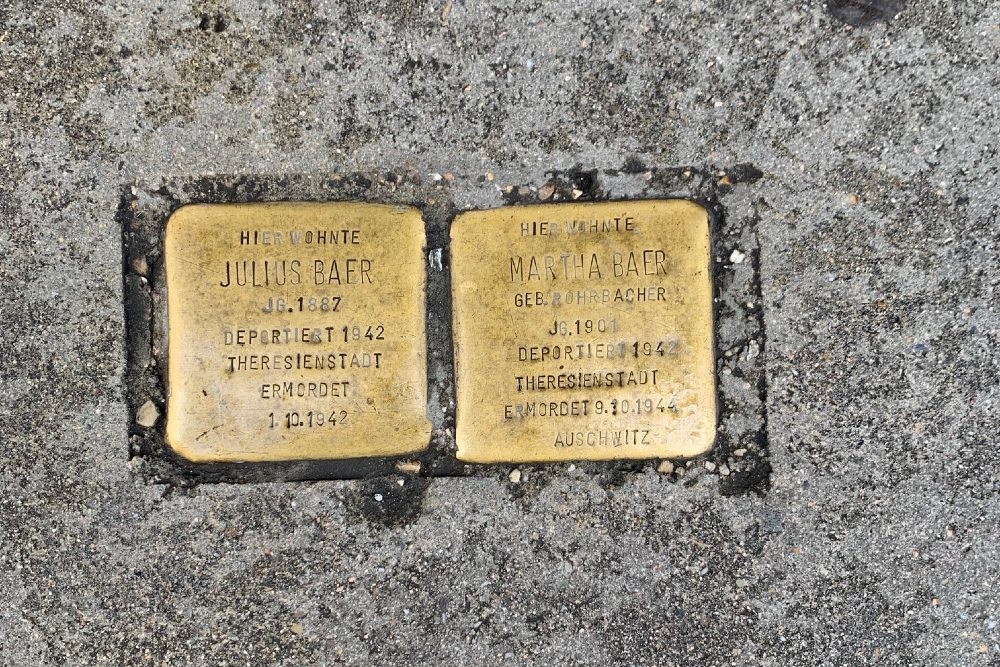 HIER WOHNTE
JULIUS BAER
JG. 1887
DEPORTIERT 1942
THERESIENSTADT
ERMORDET
1.10.1942
HIER WOHNTE
MARTHA BAER
GEB. ROHRBACHER
JG. 1901
DEPORTIERT 1942
THERESIENSTADT
ERMORDET 9.10.1944
AUSCHWITZ